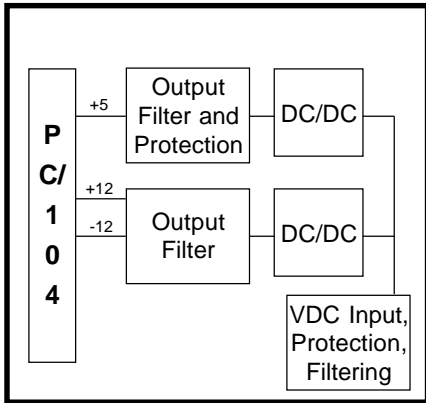 P
C/
1
0
4
+5
Output
Filter and
Protection
DC/DC
+12
-12
Output
Filter
DC/DC
VDC Input,
Protection,
Filtering